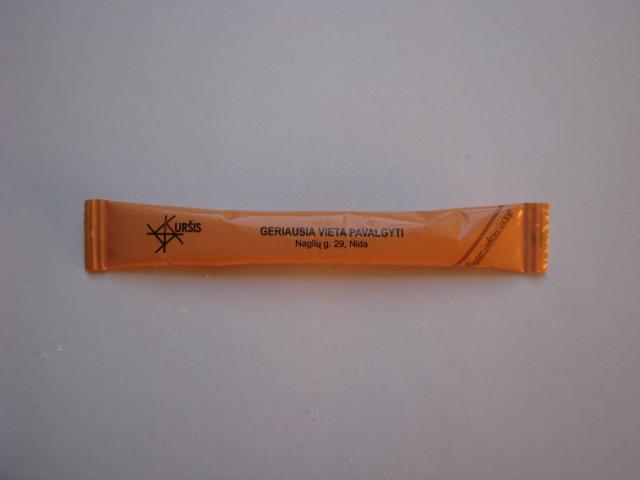 KURŠIS
GERIAUSIA VIETA PAVALGYTI
Naglių g. 29, Nida